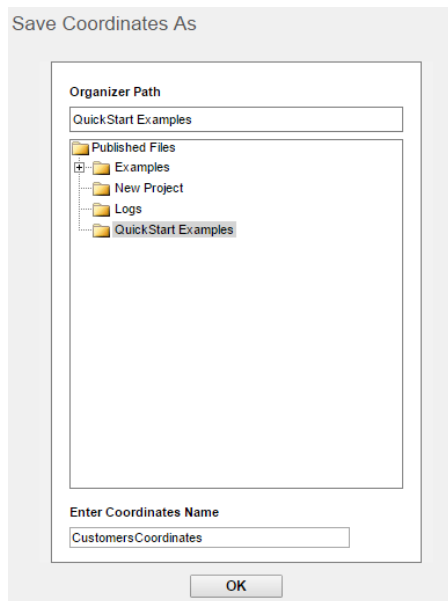 Save Coordinates As
Organizer Path
QuickStart Examples
Published Files
Examples
New Project
Logs
QuickStart Examples
Enter Coordinates Name
CustomersCoordinates
OK